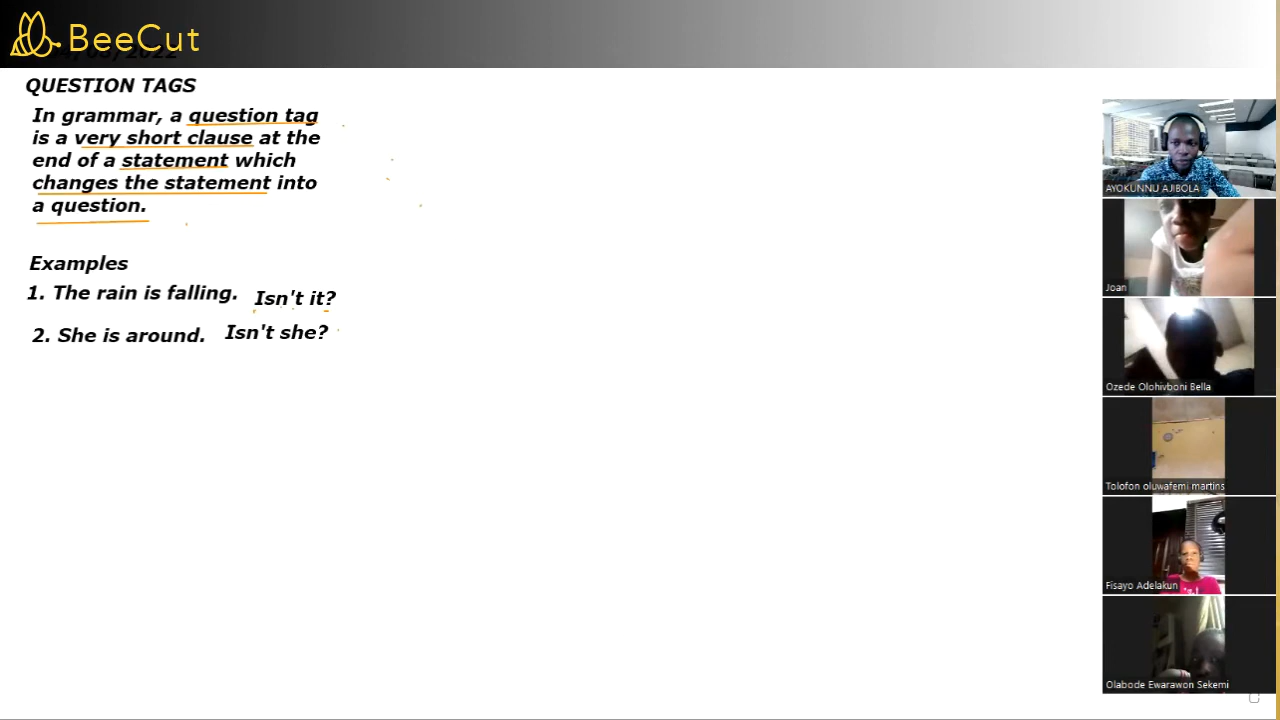 BeeCut
QUESTION TAGS
In grammar, a question tag
is a very short clause at the
end of a statement which
changes the statement into
a question.
Examples
1. The rain is falling. Isn't it?
2. She is around. Isn't she?
AYOKUNNU AJIBOLA
Joan
Ozede Olohivboni Bella
Tolofon oluwafemi martins
Fisayo Adelakun
Olabode Ewarawon Sekemi